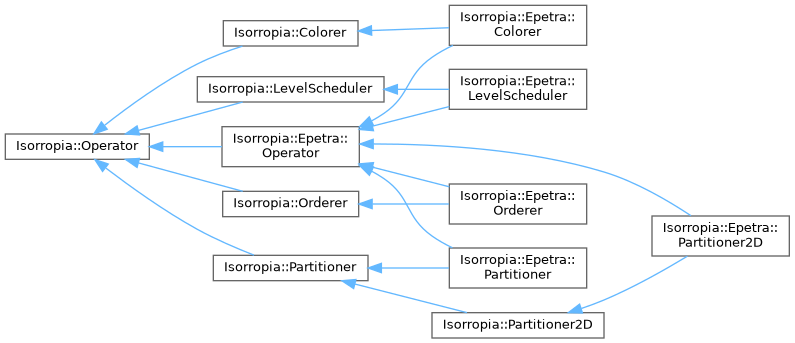 Isorropia::Operator
Isorropia::Colorer
Isorropia::LevelScheduler
Isorropia::Epetra::
Operator
Isorropia::Orderer
Isorropia::Partitioner
Isorropia::Epetra::
Colorer
Isorropia::Epetra::
LevelScheduler
Isorropia::Epetra::
Orderer
Isorropia::Epetra::
Partitioner
Isorropia::Partitioner2D
Isorropia::Epetra::
Partitioner2D